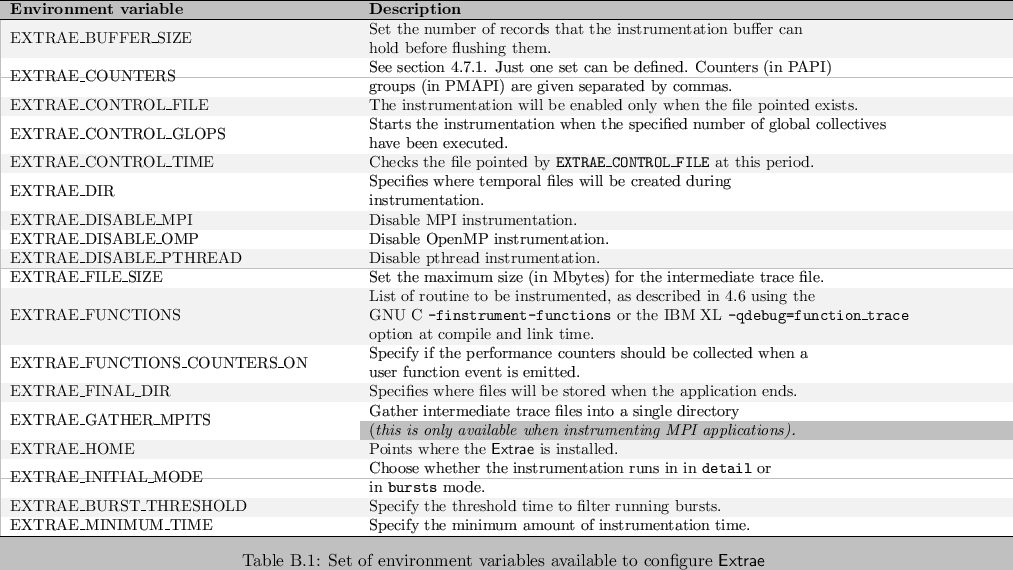 Environment variable Description
EXTRAE_BUFFER_SIZE Set the number of records that the instrumentation buffer can
hold before flushing them.
EXTRAE_COUNTERS See section 4.7.1. Just one set can be defined. Counters (in PAPI)
groups (in PMAPI) are given separated by commas.
EXTRAE_CONTROL_FILE The instrumentation will be enabled only when the file pointed exists.
EXTRAE_CONTROL_GLOPS Starts the instrumentation when the specified number of global collectives
have been executed.
EXTRAE_CONTROL_TIME Checks the file pointed by EXTRAE_CONTROL_FILE at this period.
EXTRAE_DIR Specifies where temporal files will be created during
instrumentation.
EXTRAE_DISABLE_MPI Disable MPI instrumentation.
EXTRAE_DISABLE_OMP Disable OpenMP instrumentation.
EXTRAE_DISABLE_PTHREAD Disable pthread instrumentation.
EXTRAE_FILE_SIZE Set the maximum size (in Mbytes) for the intermediate trace file.
EXTRAE_FUNCTIONS List of routine to be instrumented, as described in 4.6 using the
GNU C -finstrument-functions or the IBM XL -qdebug=function_trace
option at compile and link time.
EXTRAE_FUNCTIONS_COUNTERS_ON Specify if the performance counters should be collected when a
user function event is emitted.
EXTRAE_FINAL_DIR Specifies where files will be stored when the application ends.
EXTRAE_GATHER_MPITS Gather intermediate trace files into a single directory
(this is only available when instrumenting MPI applications).
EXTRAE_HOME Points where the Extrae is installed.
EXTRAE_INITIAL_MODE Choose whether the instrumentation runs in in detail or
in bursts mode.
EXTRAE_BURST_THRESHOLD Specify the threshold time to filter running bursts.
EXTRAE_MINIMUM_TIME Specify the minimum amount of instrumentation time.
Table B.1: Set of environment variables available to configure Extrae